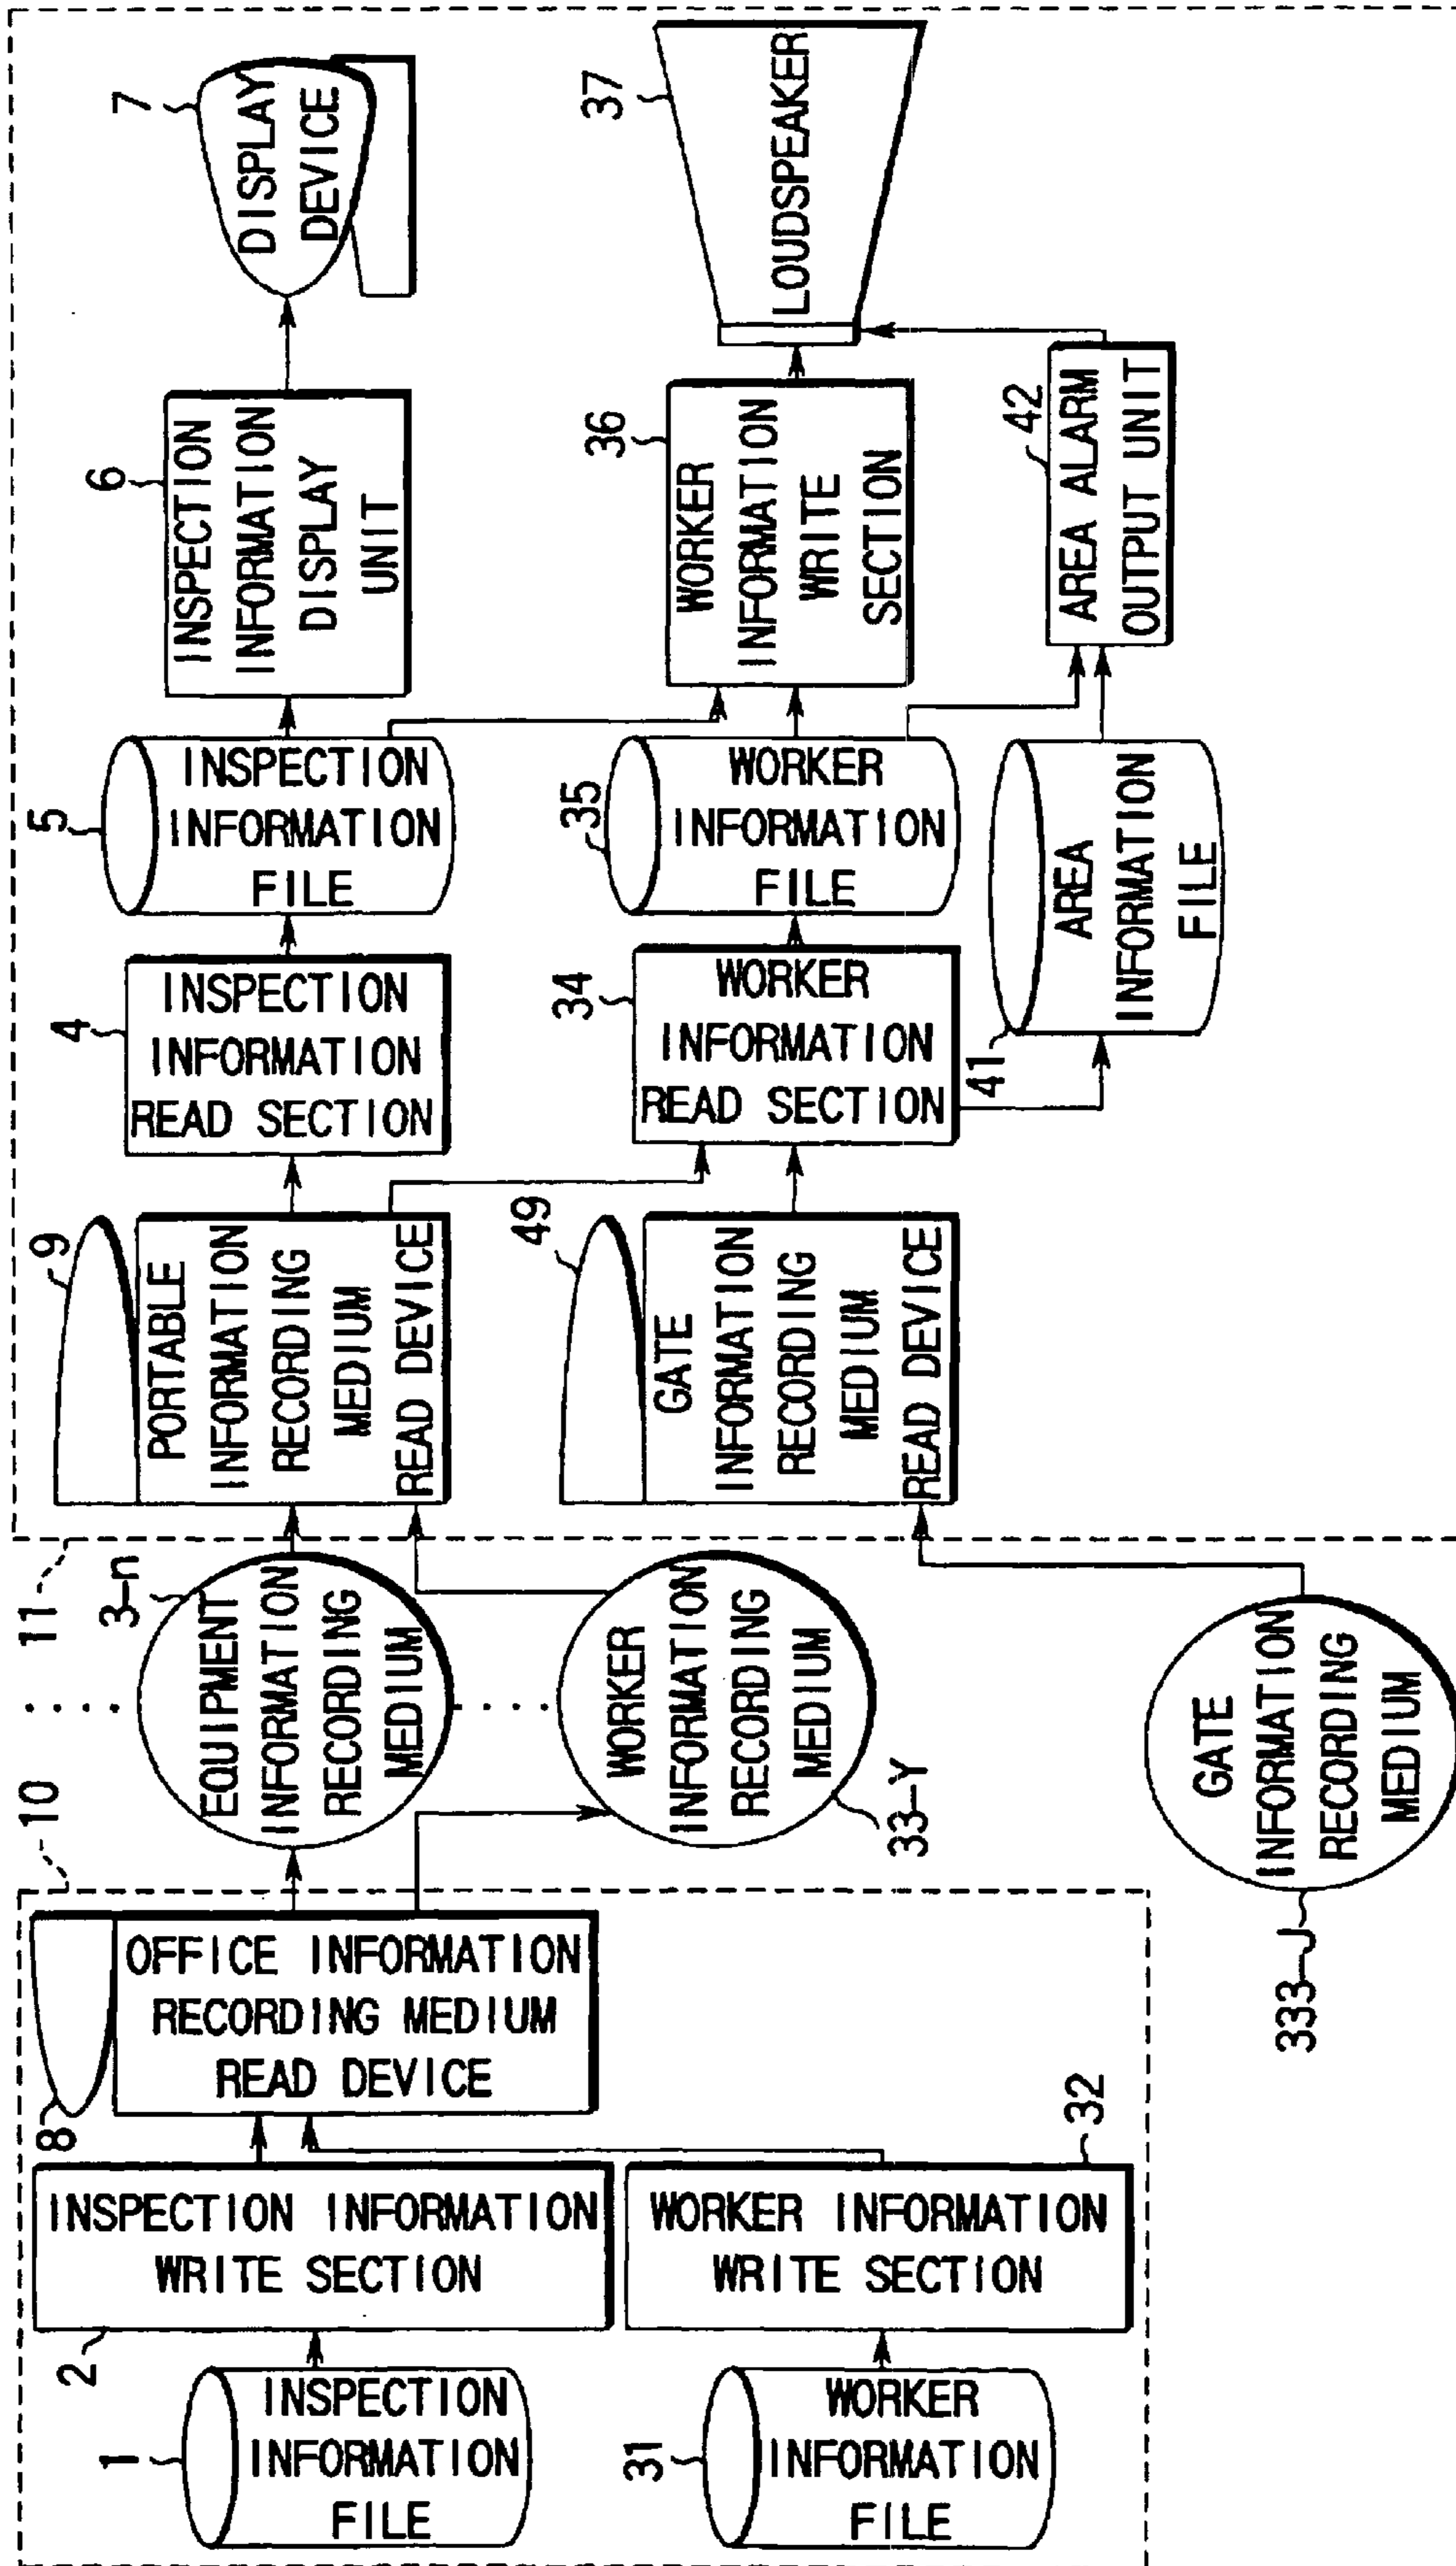 10
8
OFFICE INFORMATION
RECORDING MEDIUM
READ DEVICE
2
INSPECTION INFORMATION
WRITE SECTION
1
INSPECTION
INFORMATION
FILE
32
WORKER INFORMATION
WRITE SECTION
31
WORKER
INFORMATION
FILE
3-n
EQUIPMENT
INFORMATION
RECORDING
MEDIUM
WORKER
INFORMATION
RECORDING
MEDIUM
33-Y
GATE
INFORMATION
RECORDING
MEDIUM
333-J
11
9
PORTABLE
INFORMATION
RECORDING
MEDIUM
READ DEVICE
49
GATE
INFORMATION
RECORDING
MEDIUM
READ DEVICE
4
INSPECTION
INFORMATION
READ SECTION
34
WORKER
INFORMATION
READ SECTION
5
INSPECTION
INFORMATION
FILE
35
WORKER
INFORMATION
FILE
41
AREA
INFORMATION
FILE
6
INSPECTION
INFORMATION
DISPLAY
UNIT
36
WORKER
INFORMATION
WRITE
SECTION
42
AREA ALARM
OUTPUT UNIT
7
DISPLAY
DEVICE
37
LOUDSPEAKER